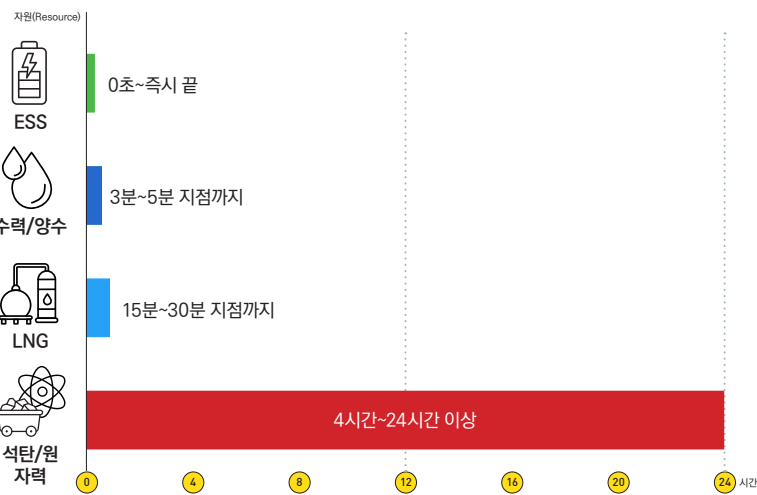 자원(Resource)
0초~즉시 끝
ESS
3분~5분 지점까지
수력/양수
15분~30분 지점까지
LNG
4시간~24시간 이상
석탄/원
자력
0 4 8 12 16 20 24 시간